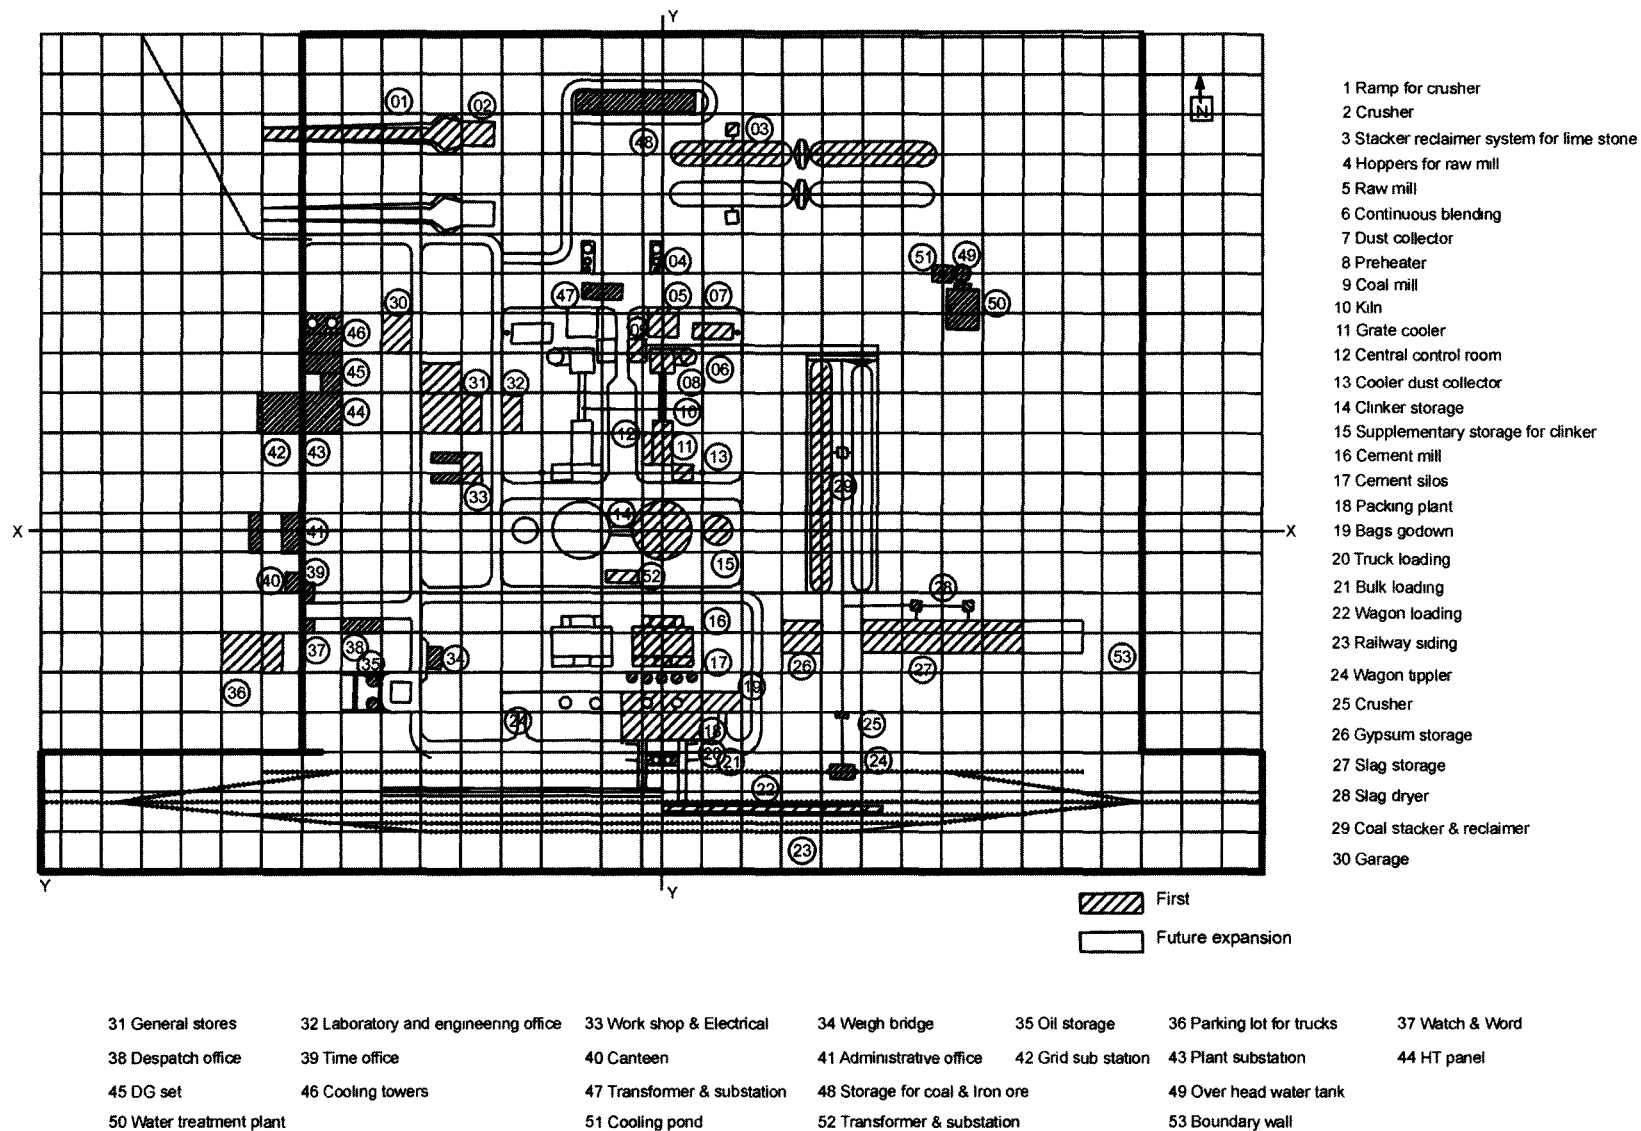 Y
01
02
03
48
N
04
51
49
50
47
05
07
30
46
09
45
31
32
06
08
44
10
12
11
42
43
13
33
29
X
41
14
X
15
40
39
52
28
16
37
38
35
34
17
26
27
53
36
19
24
18
25
20
21
24
22
23
Y
Y
1 Ramp for crusher
2 Crusher
3 Stacker reclaimer system for lime stone
4 Hoppers for raw mill
5 Raw mill
6 Continuous blending
7 Dust collector
8 Preheater
9 Coal mill
10 Kiln
11 Grate cooler
12 Central control room
13 Cooler dust collector
14 Clinker storage
15 Supplementary storage for clinker
16 Cement mill
17 Cement silos
18 Packing plant
19 Bags godown
20 Truck loading
21 Bulk loading
22 Wagon loading
23 Railway siding
24 Wagon tippler
25 Crusher
26 Gypsum storage
27 Slag storage
28 Slag dryer
29 Coal stacker & reclaimer
30 Garage
First
Future expansion
31 General stores 32 Laboratory and engineering office 33 Work shop & Electrical 34 Weigh bridge 35 Oil storage 36 Parking lot for trucks 37 Watch & Word
38 Despatch office 39 Time office 40 Canteen 41 Administrative office 42 Grid sub station 43 Plant substation 44 HT panel
45 DG set 46 Cooling towers 47 Transformer & substation 48 Storage for coal & Iron ore 49 Over head water tank
50 Water treatment plant 51 Cooling pond 52 Transformer & substation 53 Boundary wall